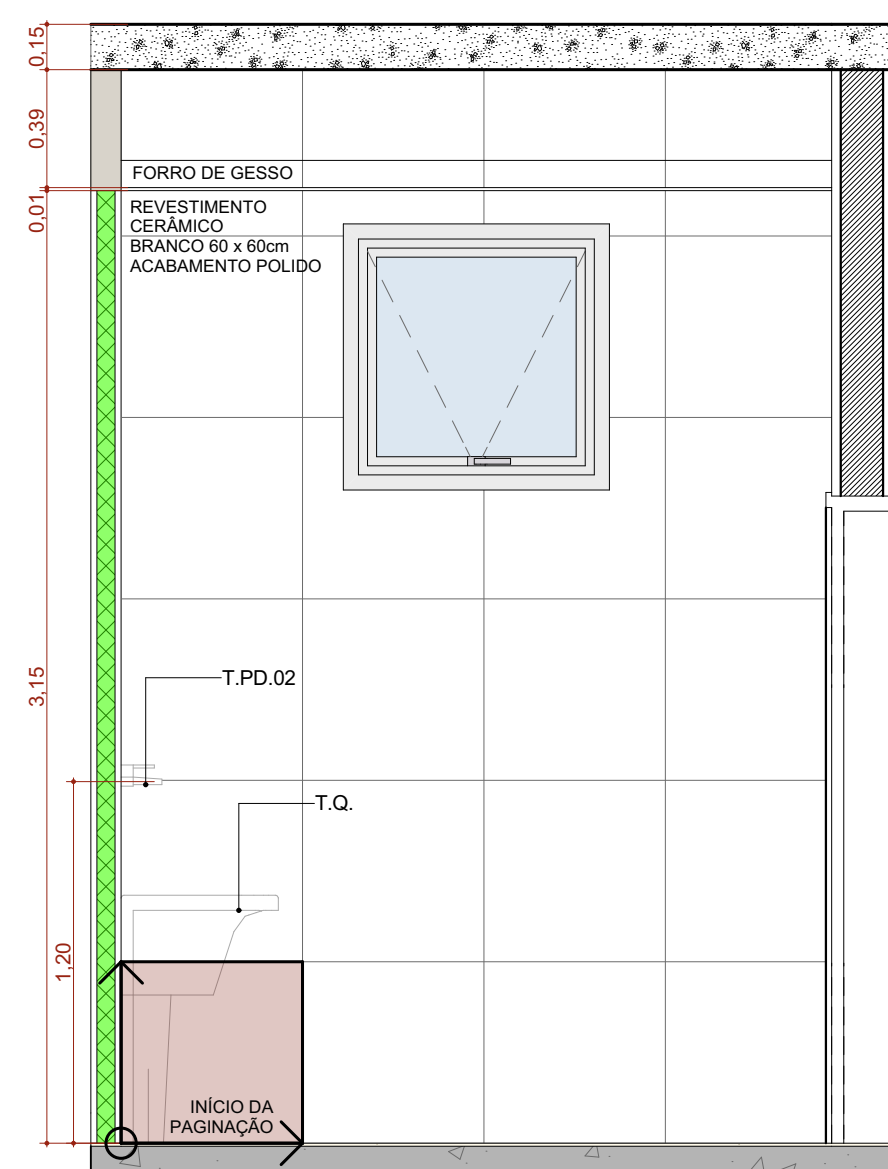 0,15
0,39
FORRO DE GESSO
0,01
REVESTIMENTO
CERÂMICO
BRANCO 60 x 60cm
ACABAMENTO POLIDO
3,15
T.PD.02
T.Q.
1,20
INÍCIO DA
PAGINAÇÃO